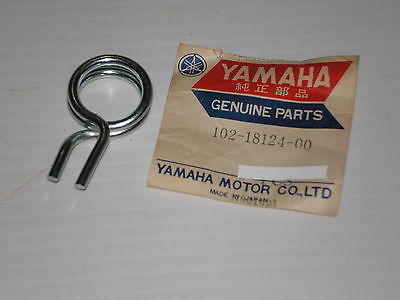 YAMAHA
純正部品
GENUINE PARTS
102-18124-00
YAMAHA MOTOR CO., LTD
MADE IN JAPAN